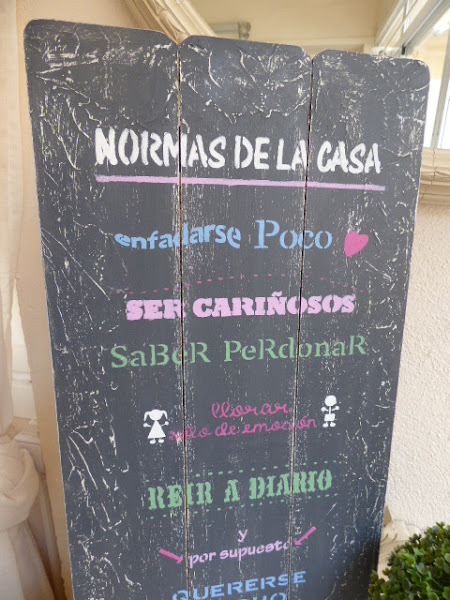 NORMAS DE LA CASA
enfadarse Poco
SER CARIÑOSOS
SaBeR PeRdonaR
llorar
solo de emoción
REIR A DIARIO
y
por supuesto
QUERERSE